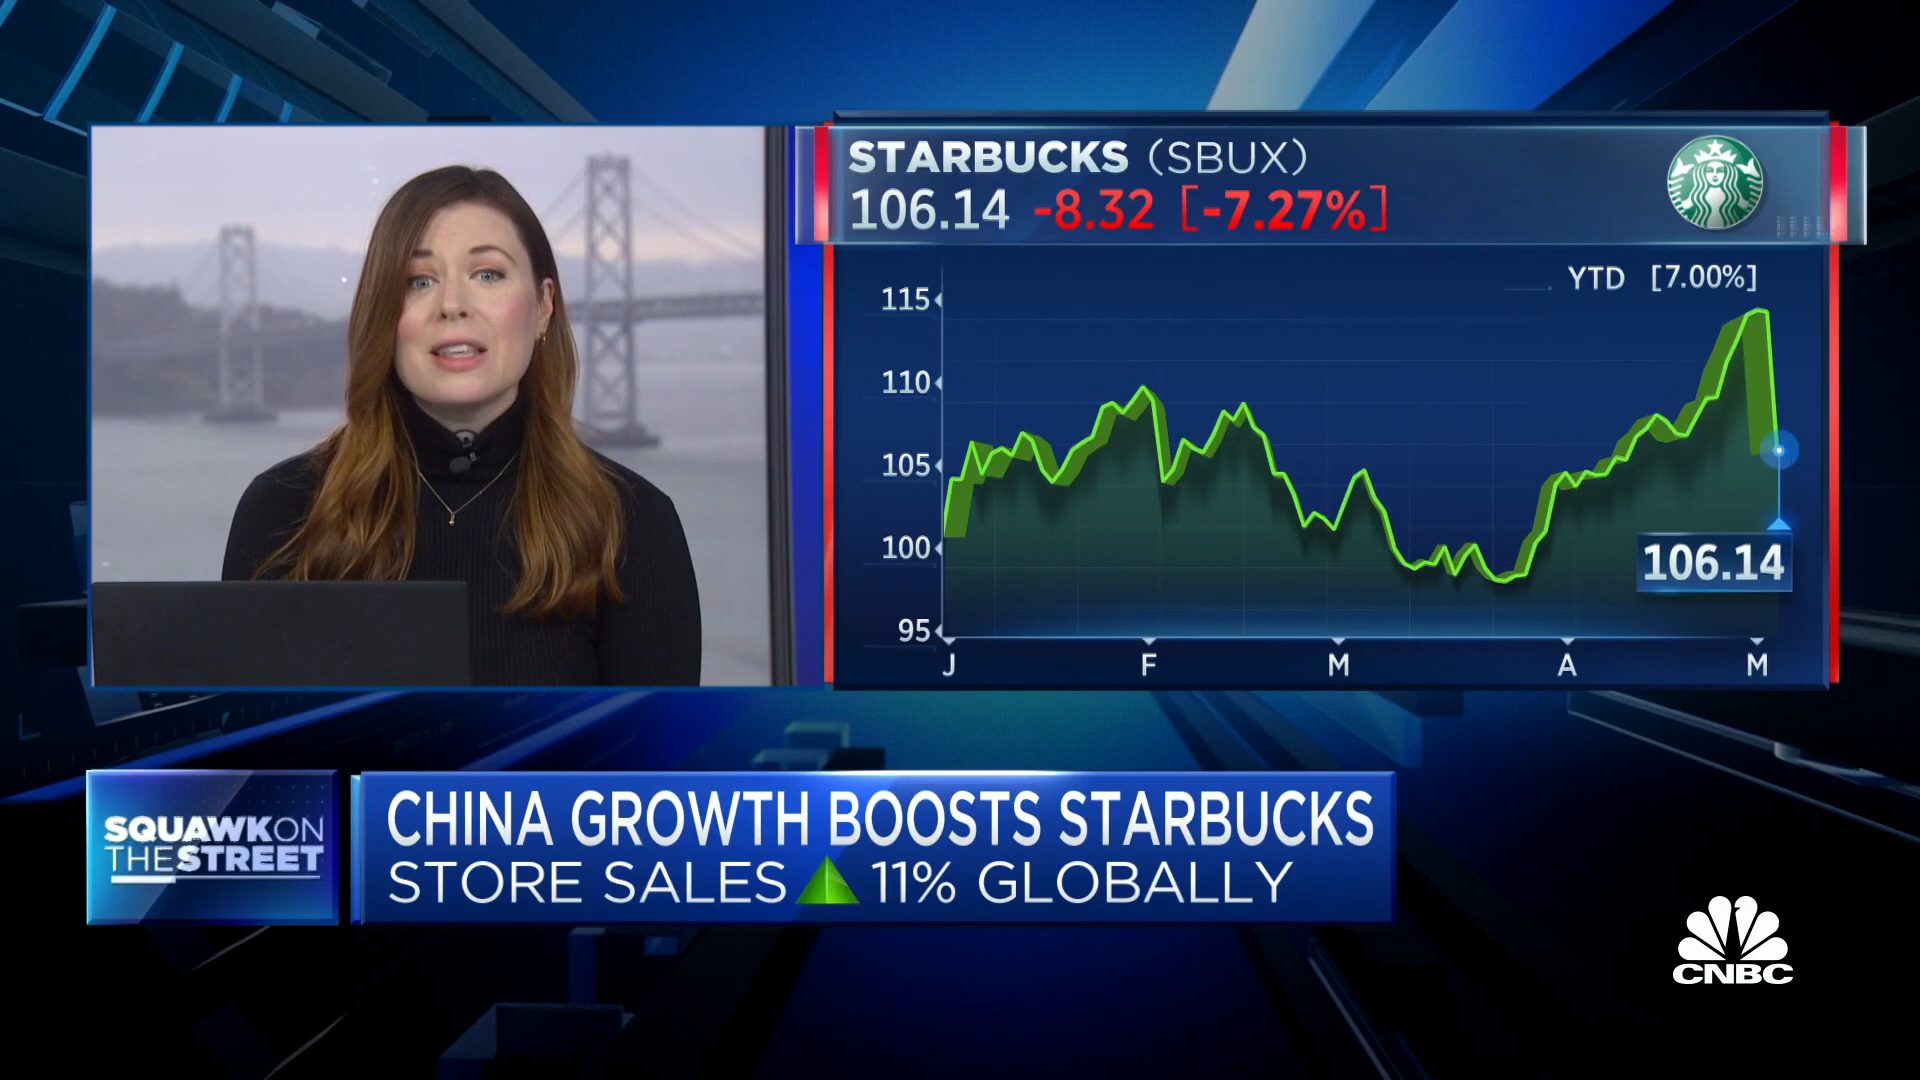 STARBUCKS (SBUX)
106.14 -8.32 [-7.27%]
YTD [7.00%]
115
110
105
100
95
106.14
J F M A M
SQUAWK ON
THE STREET
CHINA GROWTH BOOSTS STARBUCKS
STORE SALES ▲ 11% GLOBALLY
CNBC